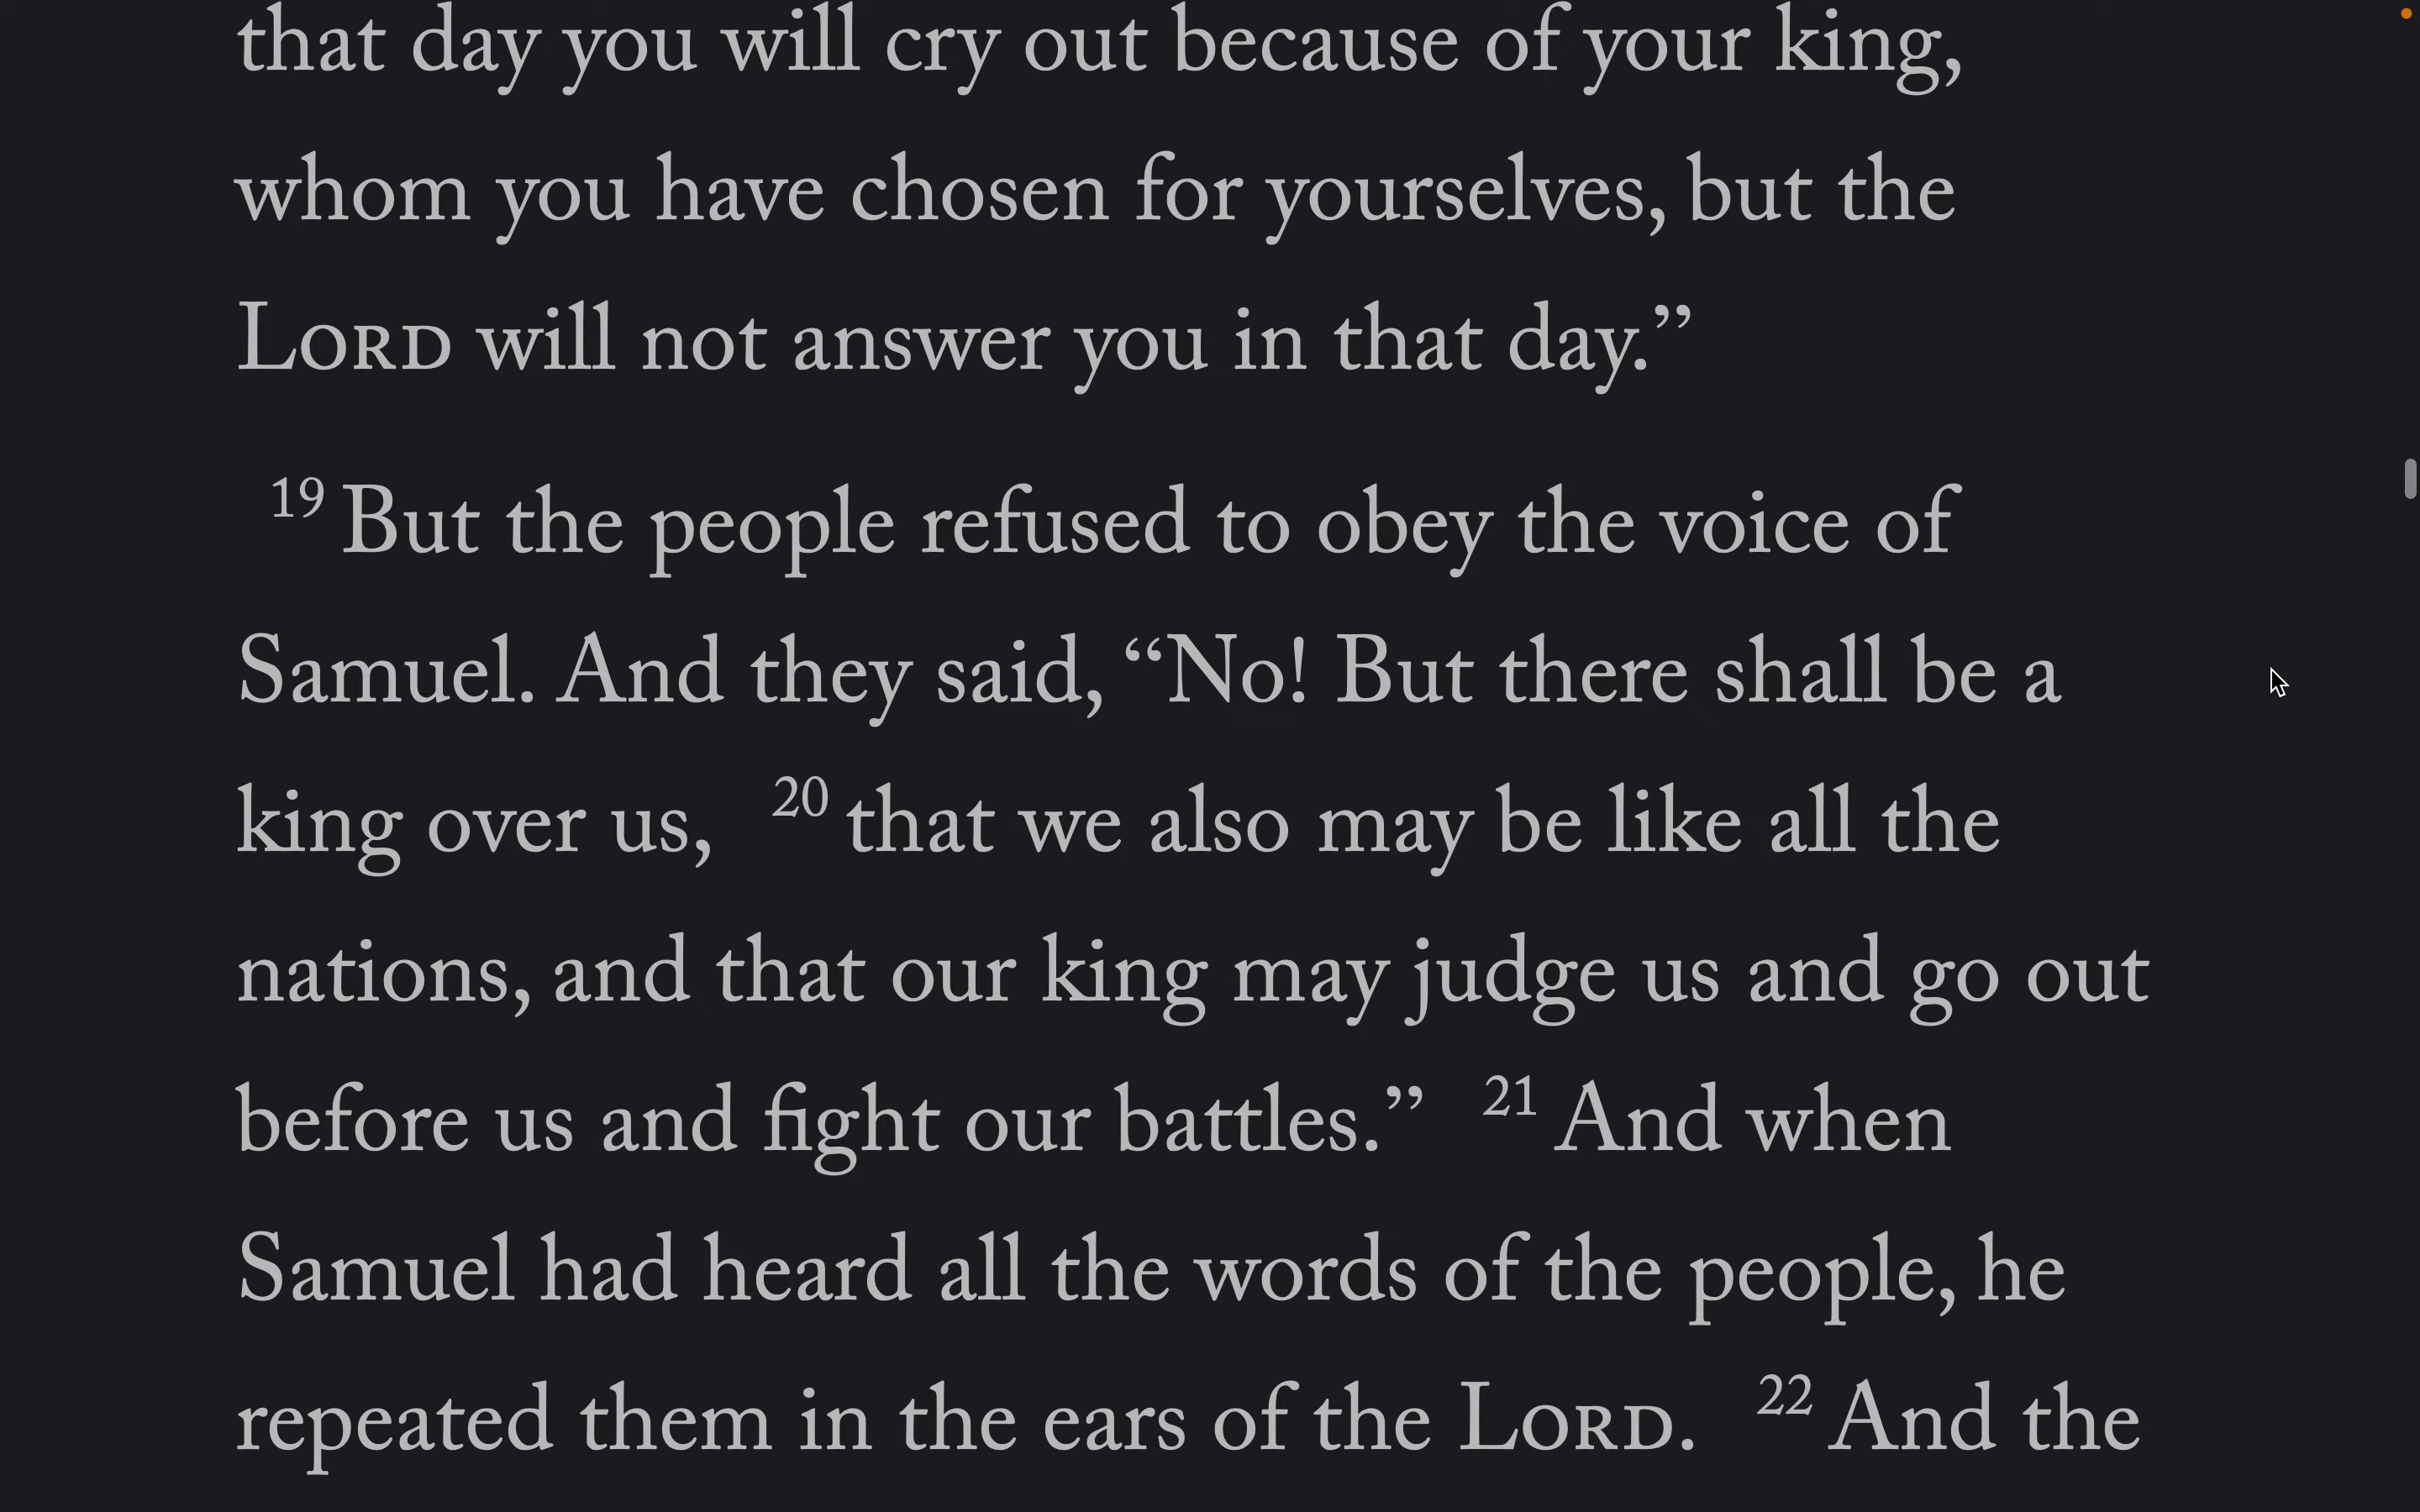 that day you will cry out because of your king,
whom you have chosen for yourselves, but the
LORD will not answer you in that day.”
19 But the people refused to obey the voice of
Samuel. And they said, “No! But there shall be a
king over us, 20 that we also may be like all the
nations, and that our king may judge us and go out
before us and fight our battles.” 21 And when
Samuel had heard all the words of the people, he
repeated them in the ears of the LORD. 22 And the